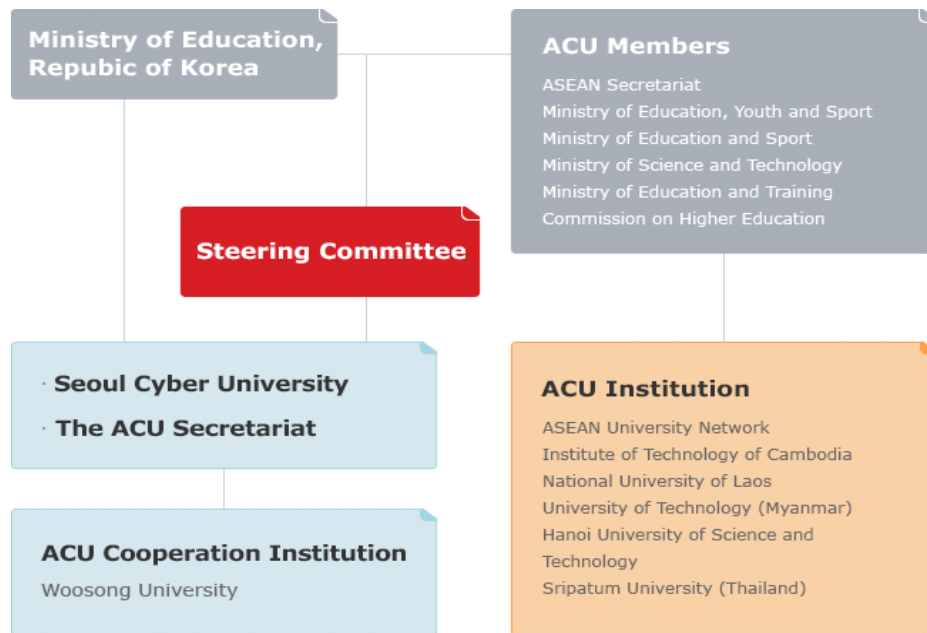 Ministry of Education,
Repubic of Korea
ACU Members
ASEAN Secretariat
Ministry of Education, Youth and Sport
Ministry of Education and Sport
Ministry of Science and Technology
Ministry of Education and Training
Commission on Higher Education
Steering Committee
· Seoul Cyber University
· The ACU Secretariat
ACU Cooperation Institution
Woosong University
ACU Institution
ASEAN University Network
Institute of Technology of Cambodia
National University of Laos
University of Technology (Myanmar)
Hanoi University of Science and
Technology
Sripatum University (Thailand)